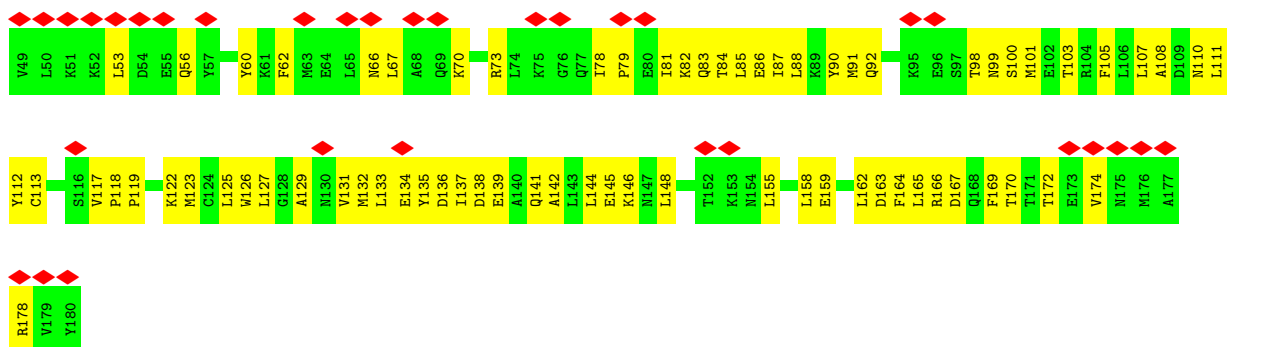 V49 L50 K51 K52 L53 D54 E55 Q56 Y57 Y60 K61 F62 M63 E64 L65 N66 L67 A68 Q69 K70 R73 L74 K75 G76 Q77 I78 P79 E80 I81 K82 Q83 T84 L85 E86 I87 L88 K89 Y90 M91 Q92 K95 E96 S97 T98 N99 S100 M101 E102 T103 R104 F105 L106 L107 A108 D109 N110 L111
Y112 C113 S116 V117 P118 P119 K122 M123 C124 L125 W126 L127 G128 A129 N130 V131 M132 L133 E134 Y135 D136 I137 D138 E139 A140 Q141 A142 L143 L144 E145 K146 N147 L148 T152 K153 N154 L155 L158 E159 L162 D163 F164 L165 R166 D167 Q168 F169 T170 T171 T172 E173 V174 N175 M176 A177
R178 V179 Y180